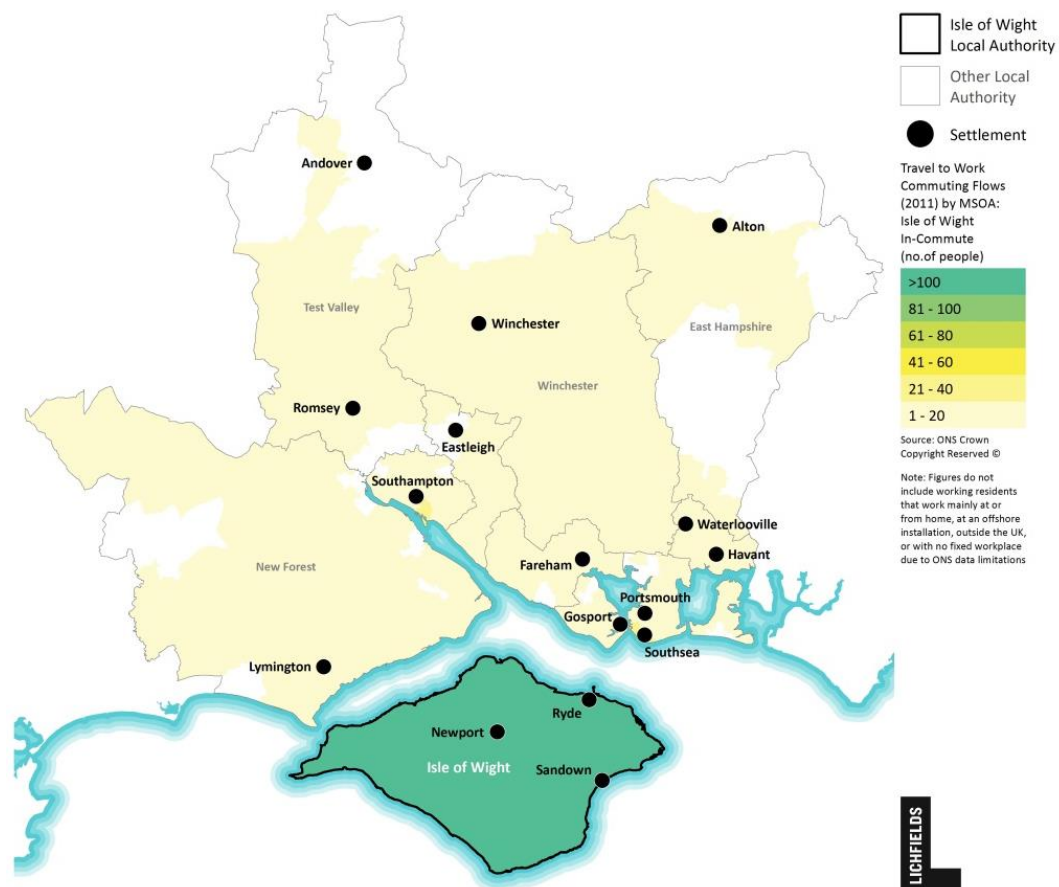 Isle of Wight
Local Authority
Other Local
Authority
Settlement
Travel to Work
Commuting Flows
(2011) by MSOA:
Isle of Wight
In-Commute
(no.of people)
>100
81 - 100
61 - 80
41 - 60
21 - 40
1 - 20
Source: ONS Crown
Copyright Reserved ©
Note: Figures do not
include working residents
that work mainly at or
from home, at an offshore
installation, outside the UK,
or with no fixed workplace
due to ONS data limitations
Andover
Alton
Test Valley
Winchester
East Hampshire
Winchester
Romsey
Eastleigh
Southampton
Waterlooville
Havant
Fareham
New Forest
Portsmouth
Gosport
Southsea
Lymington
Ryde
Newport
Isle of Wight
Sandown
LICHFIELDS